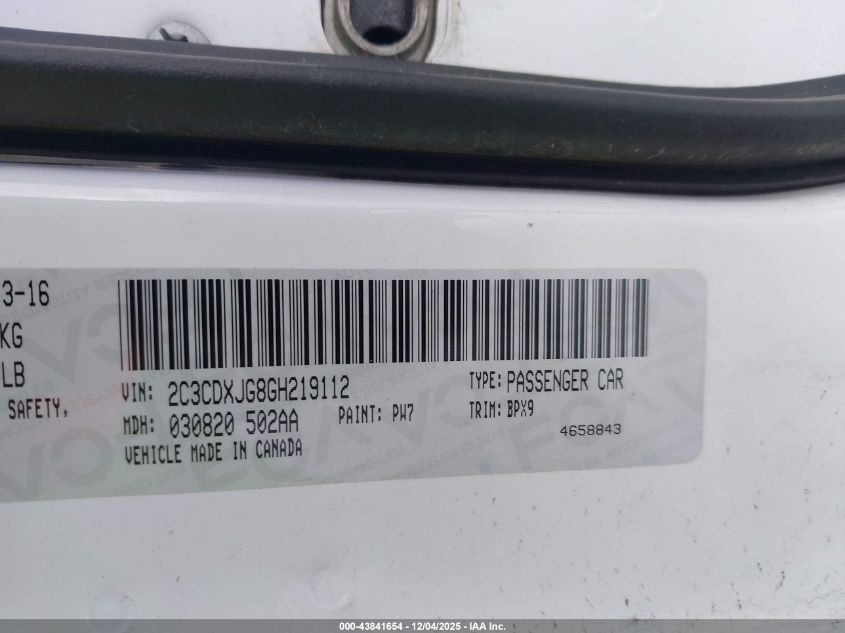 3-16
KG
LB
SAFETY,
VIN: 2C3CDXJG8GH219112
TYPE: PASSENGER CAR
MDH: 030820 502AA
PAINT: PW7
TRIM: BPX9
VEHICLE MADE IN CANADA
4658843
000-43841654 - 12/04/2025 - IAA Inc.